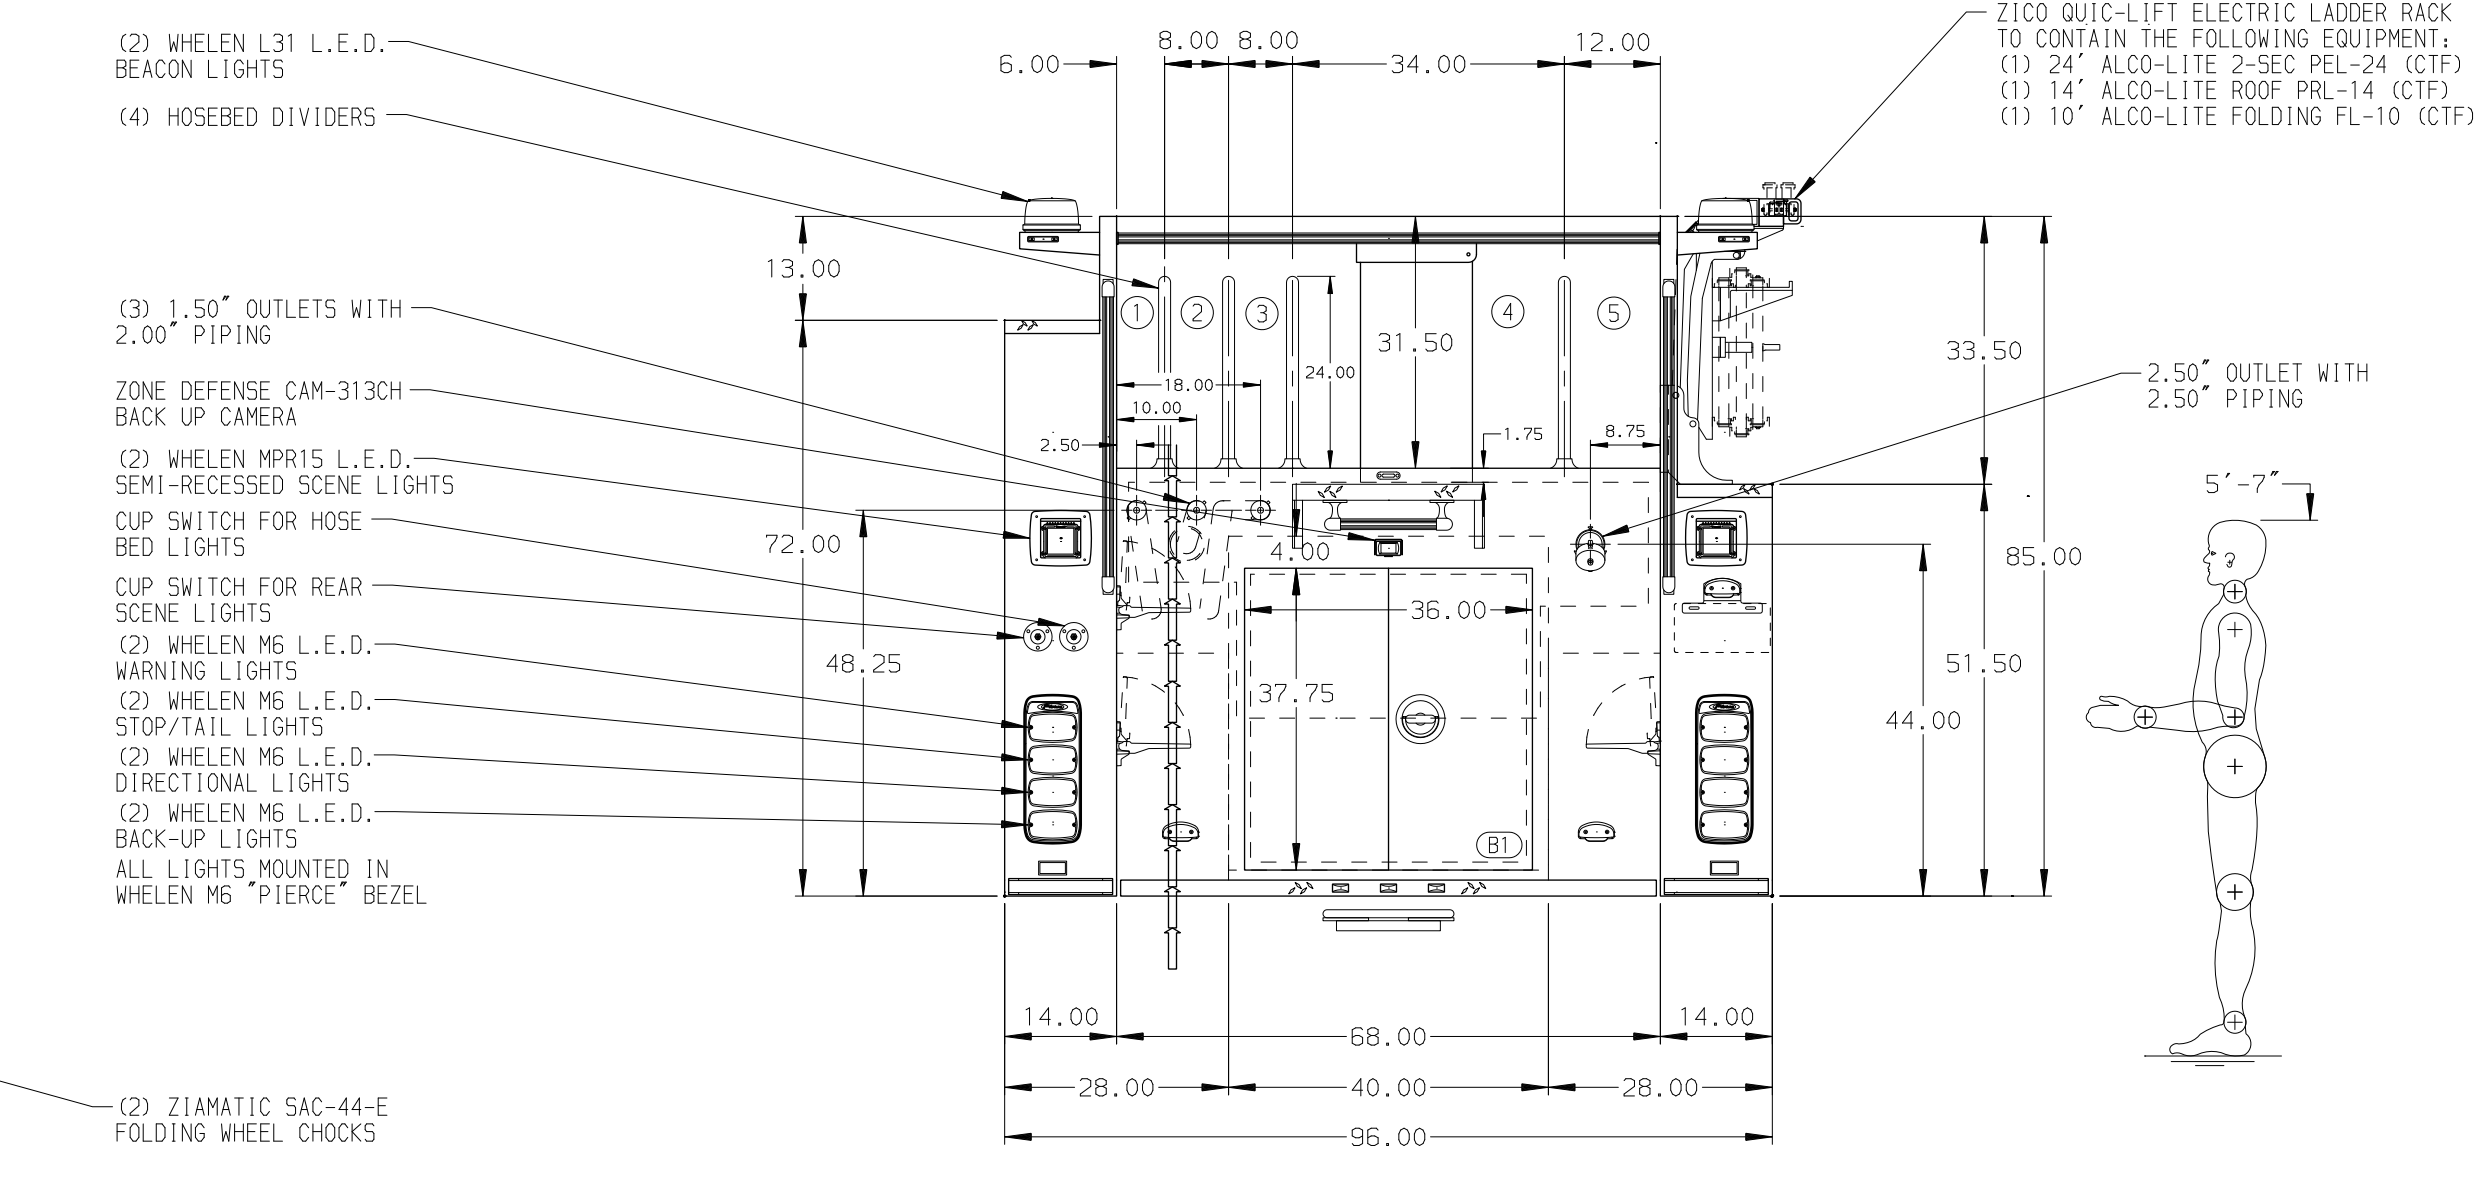 (2) WHELEN L31 L.E.D.
BEACON LIGHTS
(4) HOSEBED DIVIDERS
(3) 1.50" OUTLETS WITH
2.00" PIPING
ZONE DEFENSE CAM-313CH
BACK UP CAMERA
(2) WHELEN MPR15 L.E.D.
SEMI-RECESSED SCENE LIGHTS
CUP SWITCH FOR HOSE
BED LIGHTS
CUP SWITCH FOR REAR
SCENE LIGHTS
(2) WHELEN M6 L.E.D.
WARNING LIGHTS
(2) WHELEN M6 L.E.D.
STOP/TAIL LIGHTS
(2) WHELEN M6 L.E.D.
DIRECTIONAL LIGHTS
(2) WHELEN M6 L.E.D.
BACK-UP LIGHTS
ALL LIGHTS MOUNTED IN
WHELEN M6 "PIERCE" BEZEL
(2) ZIAMATIC SAC-44-E
FOLDING WHEEL CHOCKS
6.00
8.00
8.00
34.00
12.00
13.00
72.00
48.25
1
2
3
4
5
18.00
10.00
2.50
24.00
31.50
1.75
8.75
4.00
36.00
37.75
B1
14.00
68.00
14.00
28.00
40.00
28.00
96.00
ZICO QUIC-LIFT ELECTRIC LADDER RACK
TO CONTAIN THE FOLLOWING EQUIPMENT:
(1) 24' ALCO-LITE 2-SEC PEL-24 (CTF)
(1) 14' ALCO-LITE ROOF PRL-14 (CTF)
(1) 10' ALCO-LITE FOLDING FL-10 (CTF)
33.50
2.50" OUTLET WITH
2.50" PIPING
85.00
51.50
44.00
5'-7"